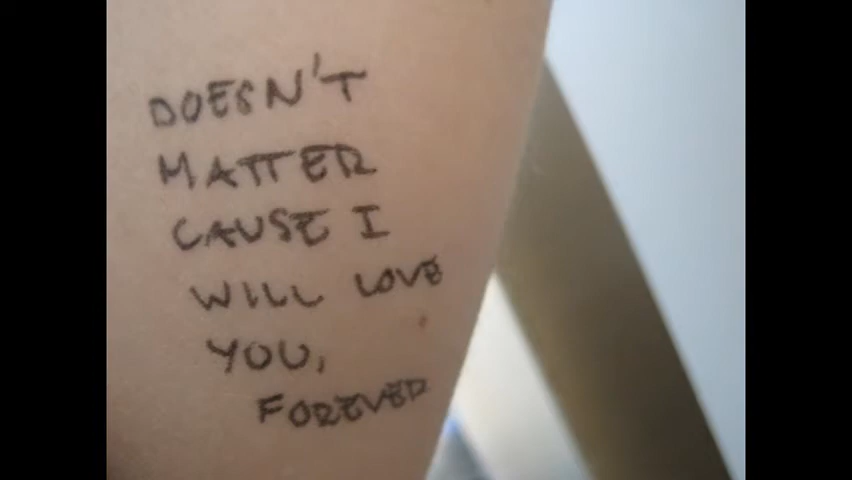 DOESN'T
MATTER
CAUSE I
WILL LOVE
YOU,
FOREVER